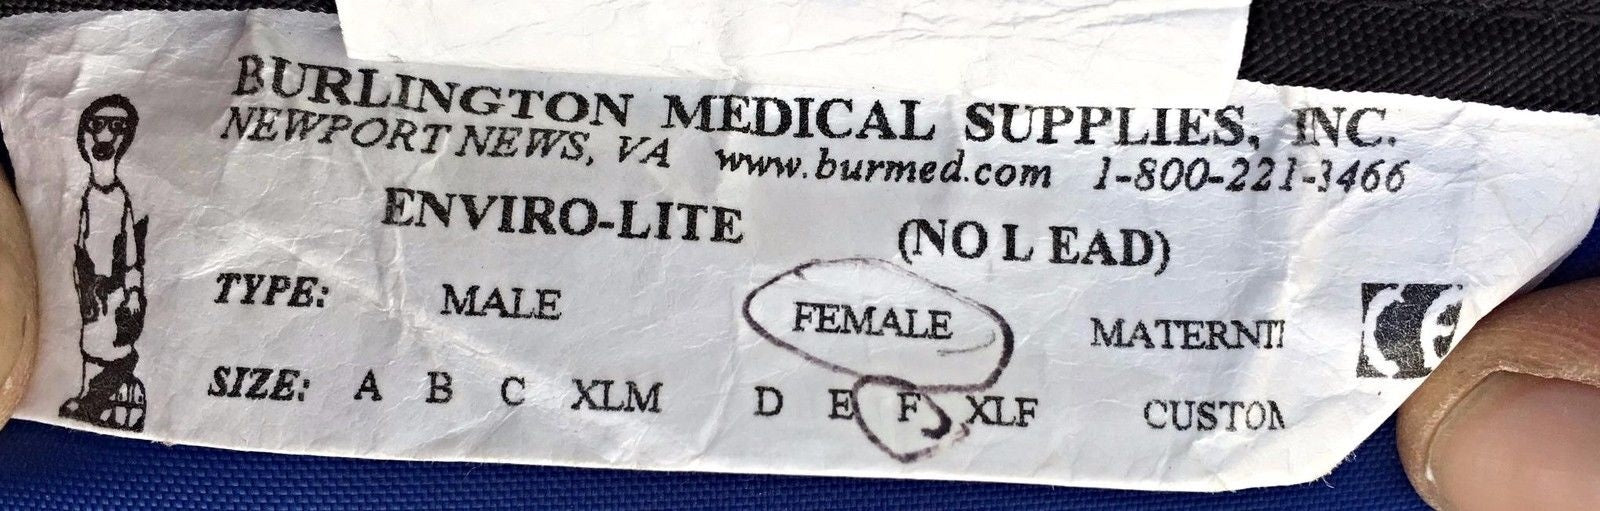 BURLINGTON MEDICAL SUPPLIES, INC.
NEWPORT NEWS, VA www.burmed.com 1-800-221-3466
ENVIRO-LITE (NO L EAD)
TYPE: MALE FEMALE MATERNIT CE
SIZE: A B C XLM D E F XLF CUSTOM